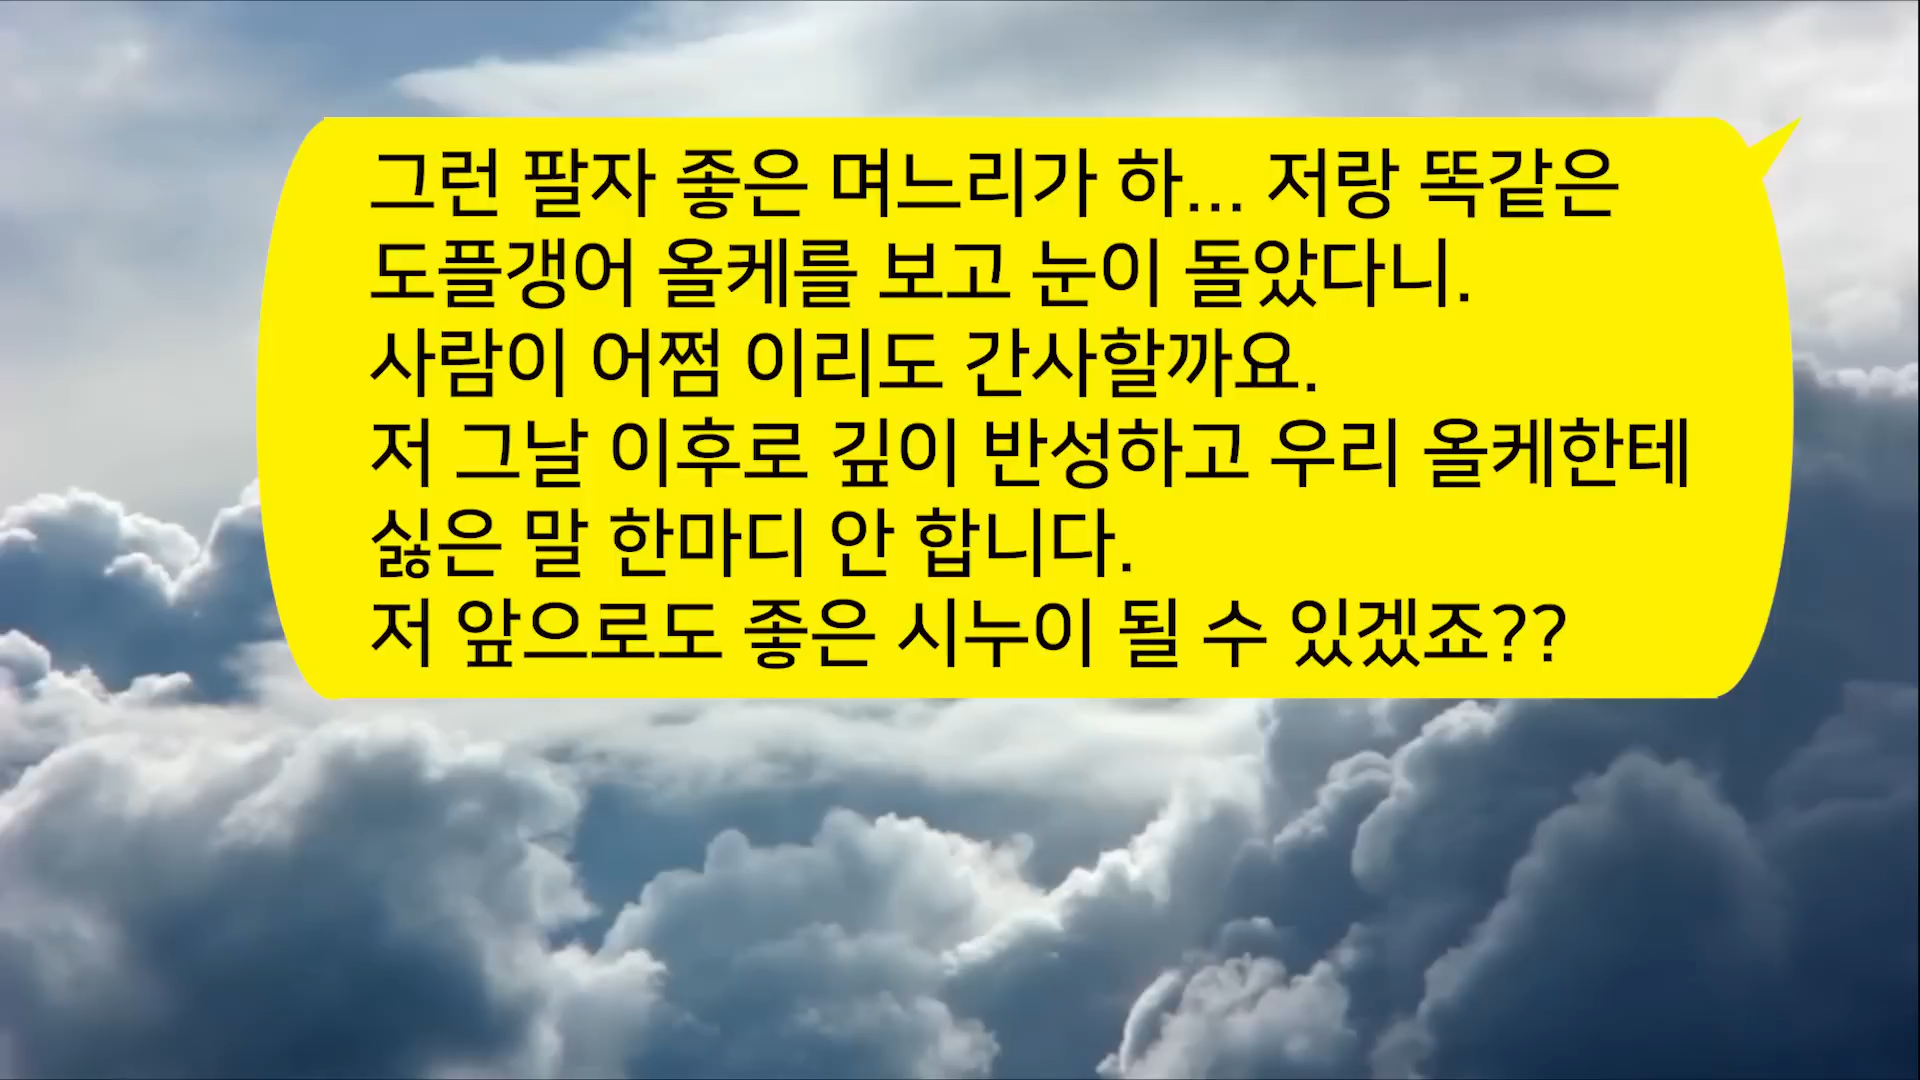 그런 팔자 좋은 며느리가 하... 저랑 똑같은
도플갱어 올케를 보고 눈이 돌았다니.
사람이 어쩜 이리도 간사할까요.
저 그날 이후로 깊이 반성하고 우리 올케한테
싫은 말 한마디 안 합니다.
저 앞으로도 좋은 시누이 될 수 있겠죠??